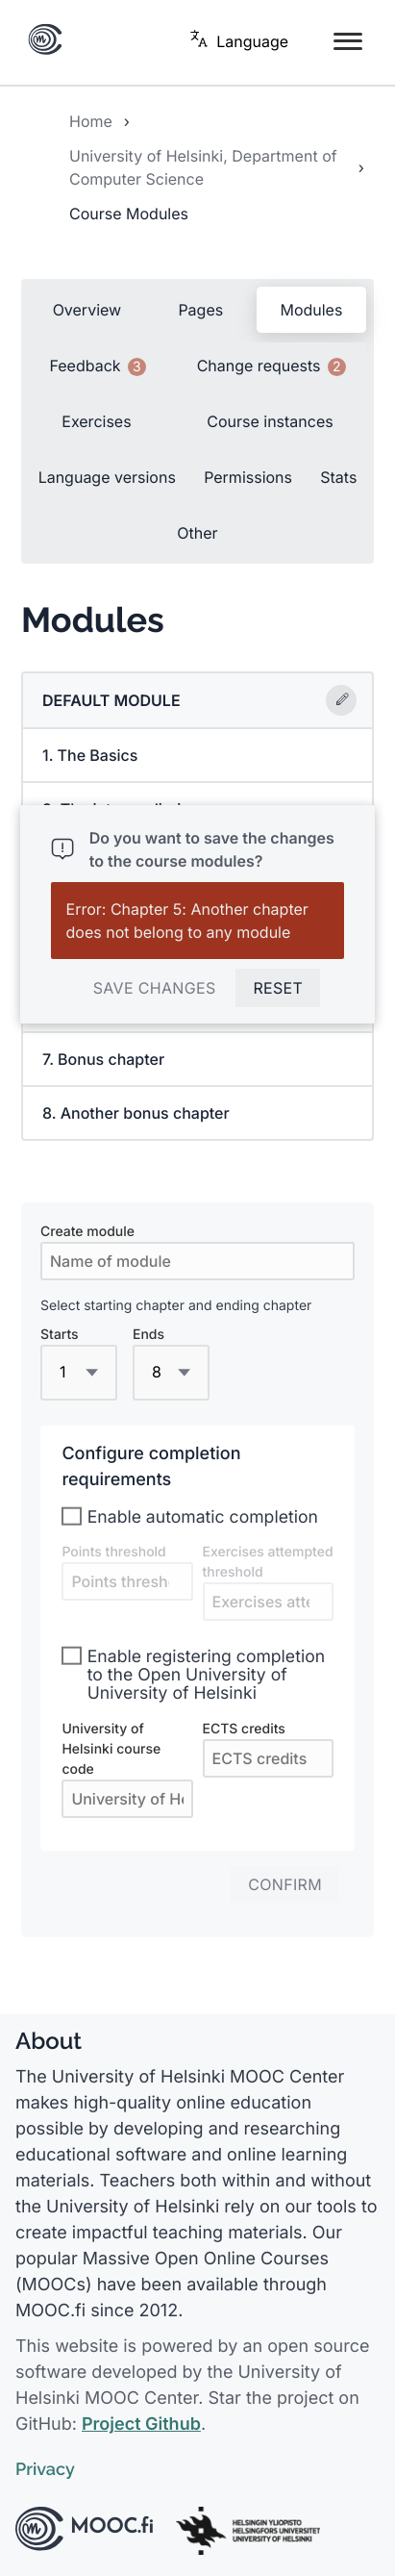 Language
Home ›
University of Helsinki, Department of ›
Computer Science
Course Modules
Overview Pages Modules
Feedback 3 Change requests 2
Exercises Course instances
Language versions Permissions Stats
Other
Modules
DEFAULT MODULE
1. The Basics
Do you want to save the changes
to the course modules?
Error: Chapter 5: Another chapter
does not belong to any module
SAVE CHANGES RESET
7. Bonus chapter
8. Another bonus chapter
Create module
Name of module
Select starting chapter and ending chapter
Starts Ends
1 8
Configure completion
requirements
Enable automatic completion
Points threshold Exercises attempted
threshold
Points thresh
Exercises atte
Enable registering completion
to the Open University of
University of Helsinki
University of ECTS credits
Helsinki course
code
ECTS credits
University of He
CONFIRM
About
The University of Helsinki MOOC Center
makes high-quality online education
possible by developing and researching
educational software and online learning
materials. Teachers both within and without
the University of Helsinki rely on our tools to
create impactful teaching materials. Our
popular Massive Open Online Courses
(MOOCs) have been available through
MOOC.fi since 2012.
This website is powered by an open source
software developed by the University of
Helsinki MOOC Center. Star the project on
GitHub: Project Github.
Privacy
MOOC.fi
HELSINGIN YLIOPISTO
HELSINGFORS UNIVERSITET
UNIVERSITY OF HELSINKI